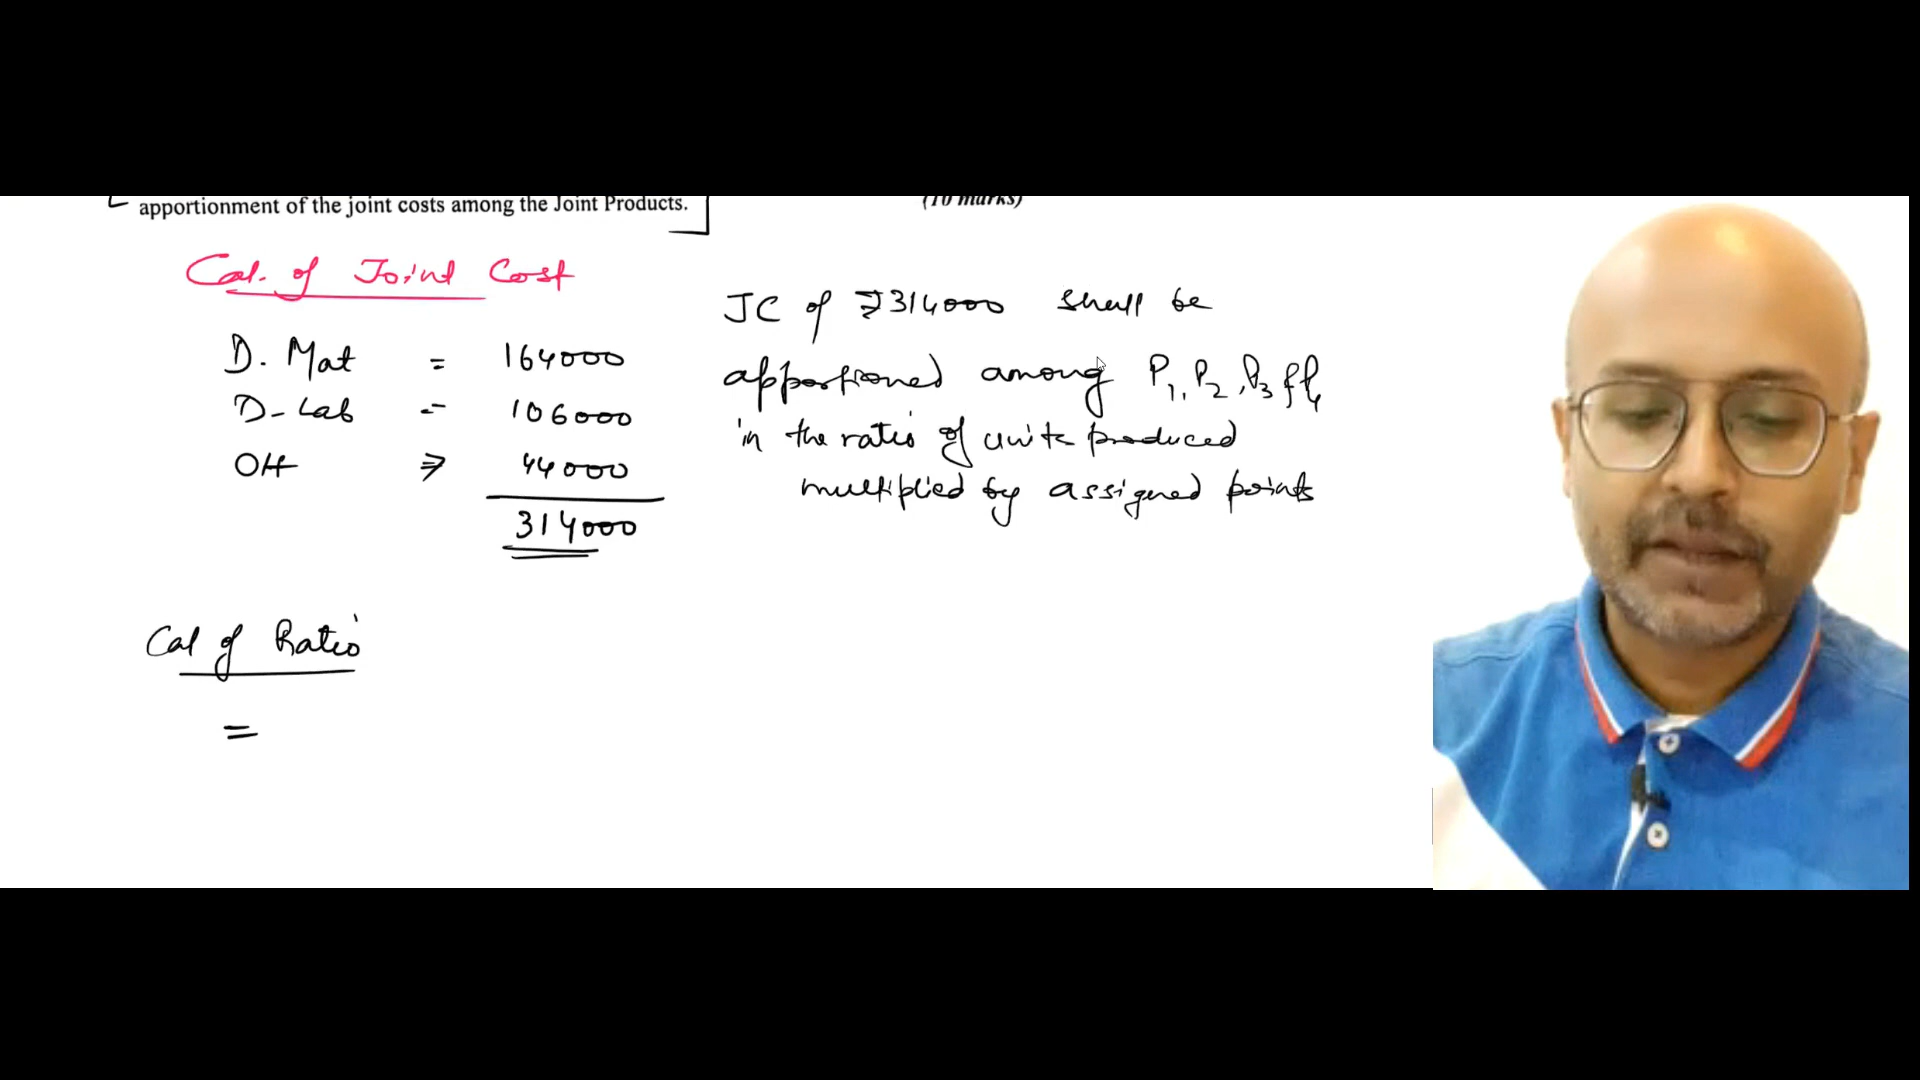 apportionment of the joint costs among the Joint Products.
(10 marks)
Cal. of Joint Cost
D. Mat = 164000
D-Lab = 106000
OH ⇒ 44000
314000
JC of ₹314000 shall be
apportioned among P1, P2, P3 & P4
in the ratio of units produced
multiplied by assigned points
Cal of Ratio
=